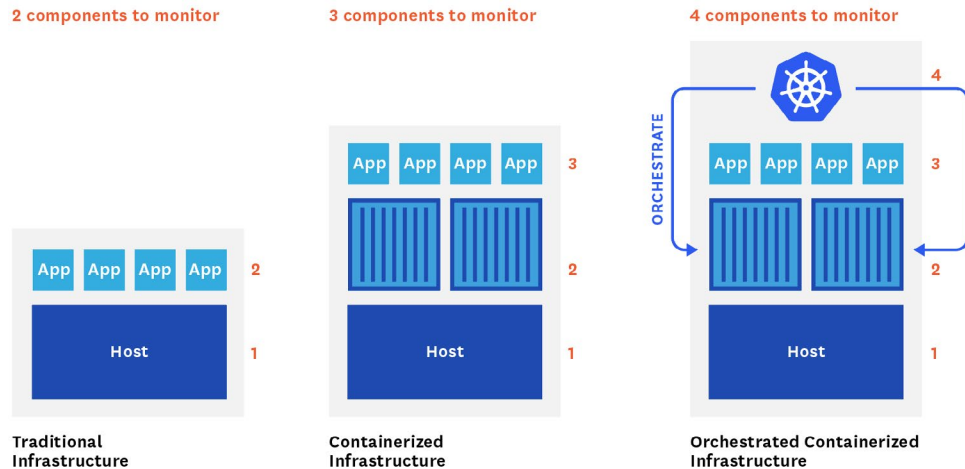 2 components to monitor
3 components to monitor
4 components to monitor
4
ORCHESTRATE
App App App App 3
App App App App 3
App App App App 2
2
2
Host 1
Host 1
Host 1
Traditional
Infrastructure
Containerized
Infrastructure
Orchestrated Containerized
Infrastructure